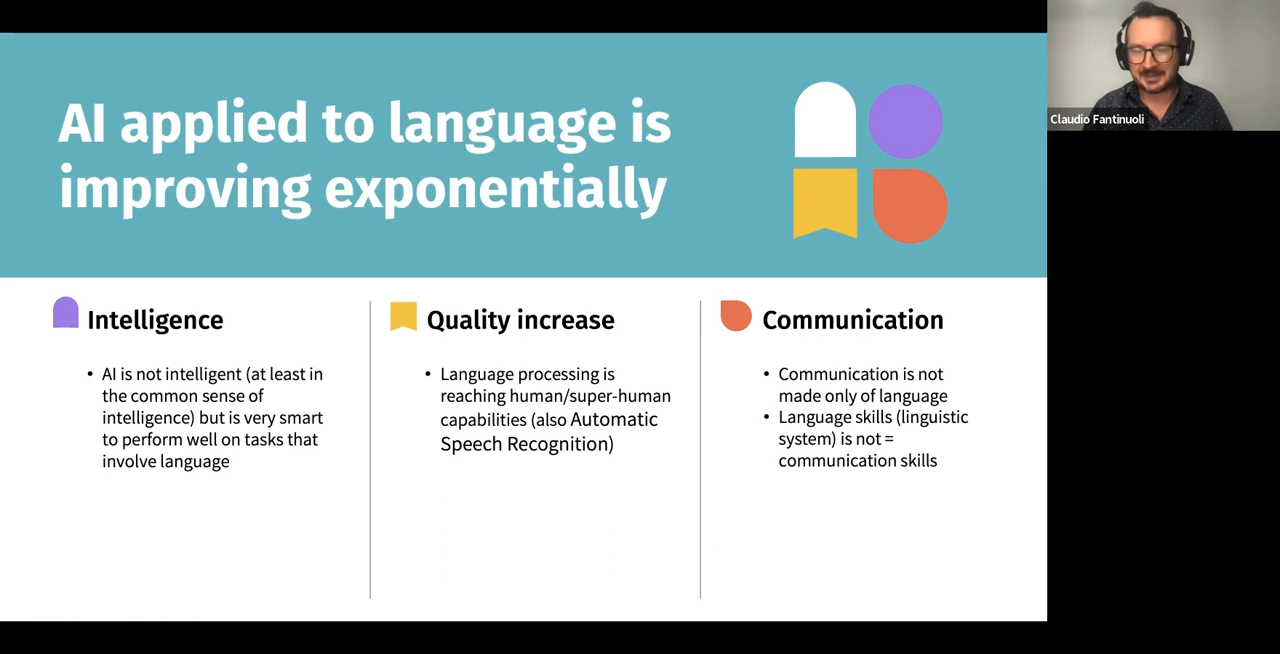 AI applied to language is
improving exponentially
Claudio Fantinuoli
Intelligence
• AI is not intelligent (at least in
the common sense of
intelligence) but is very smart
to perform well on tasks that
involve language
Quality increase
• Language processing is
reaching human/super-human
capabilities (also Automatic
Speech Recognition)
Communication
• Communication is not
made only of language
• Language skills (linguistic
system) is not =
communication skills